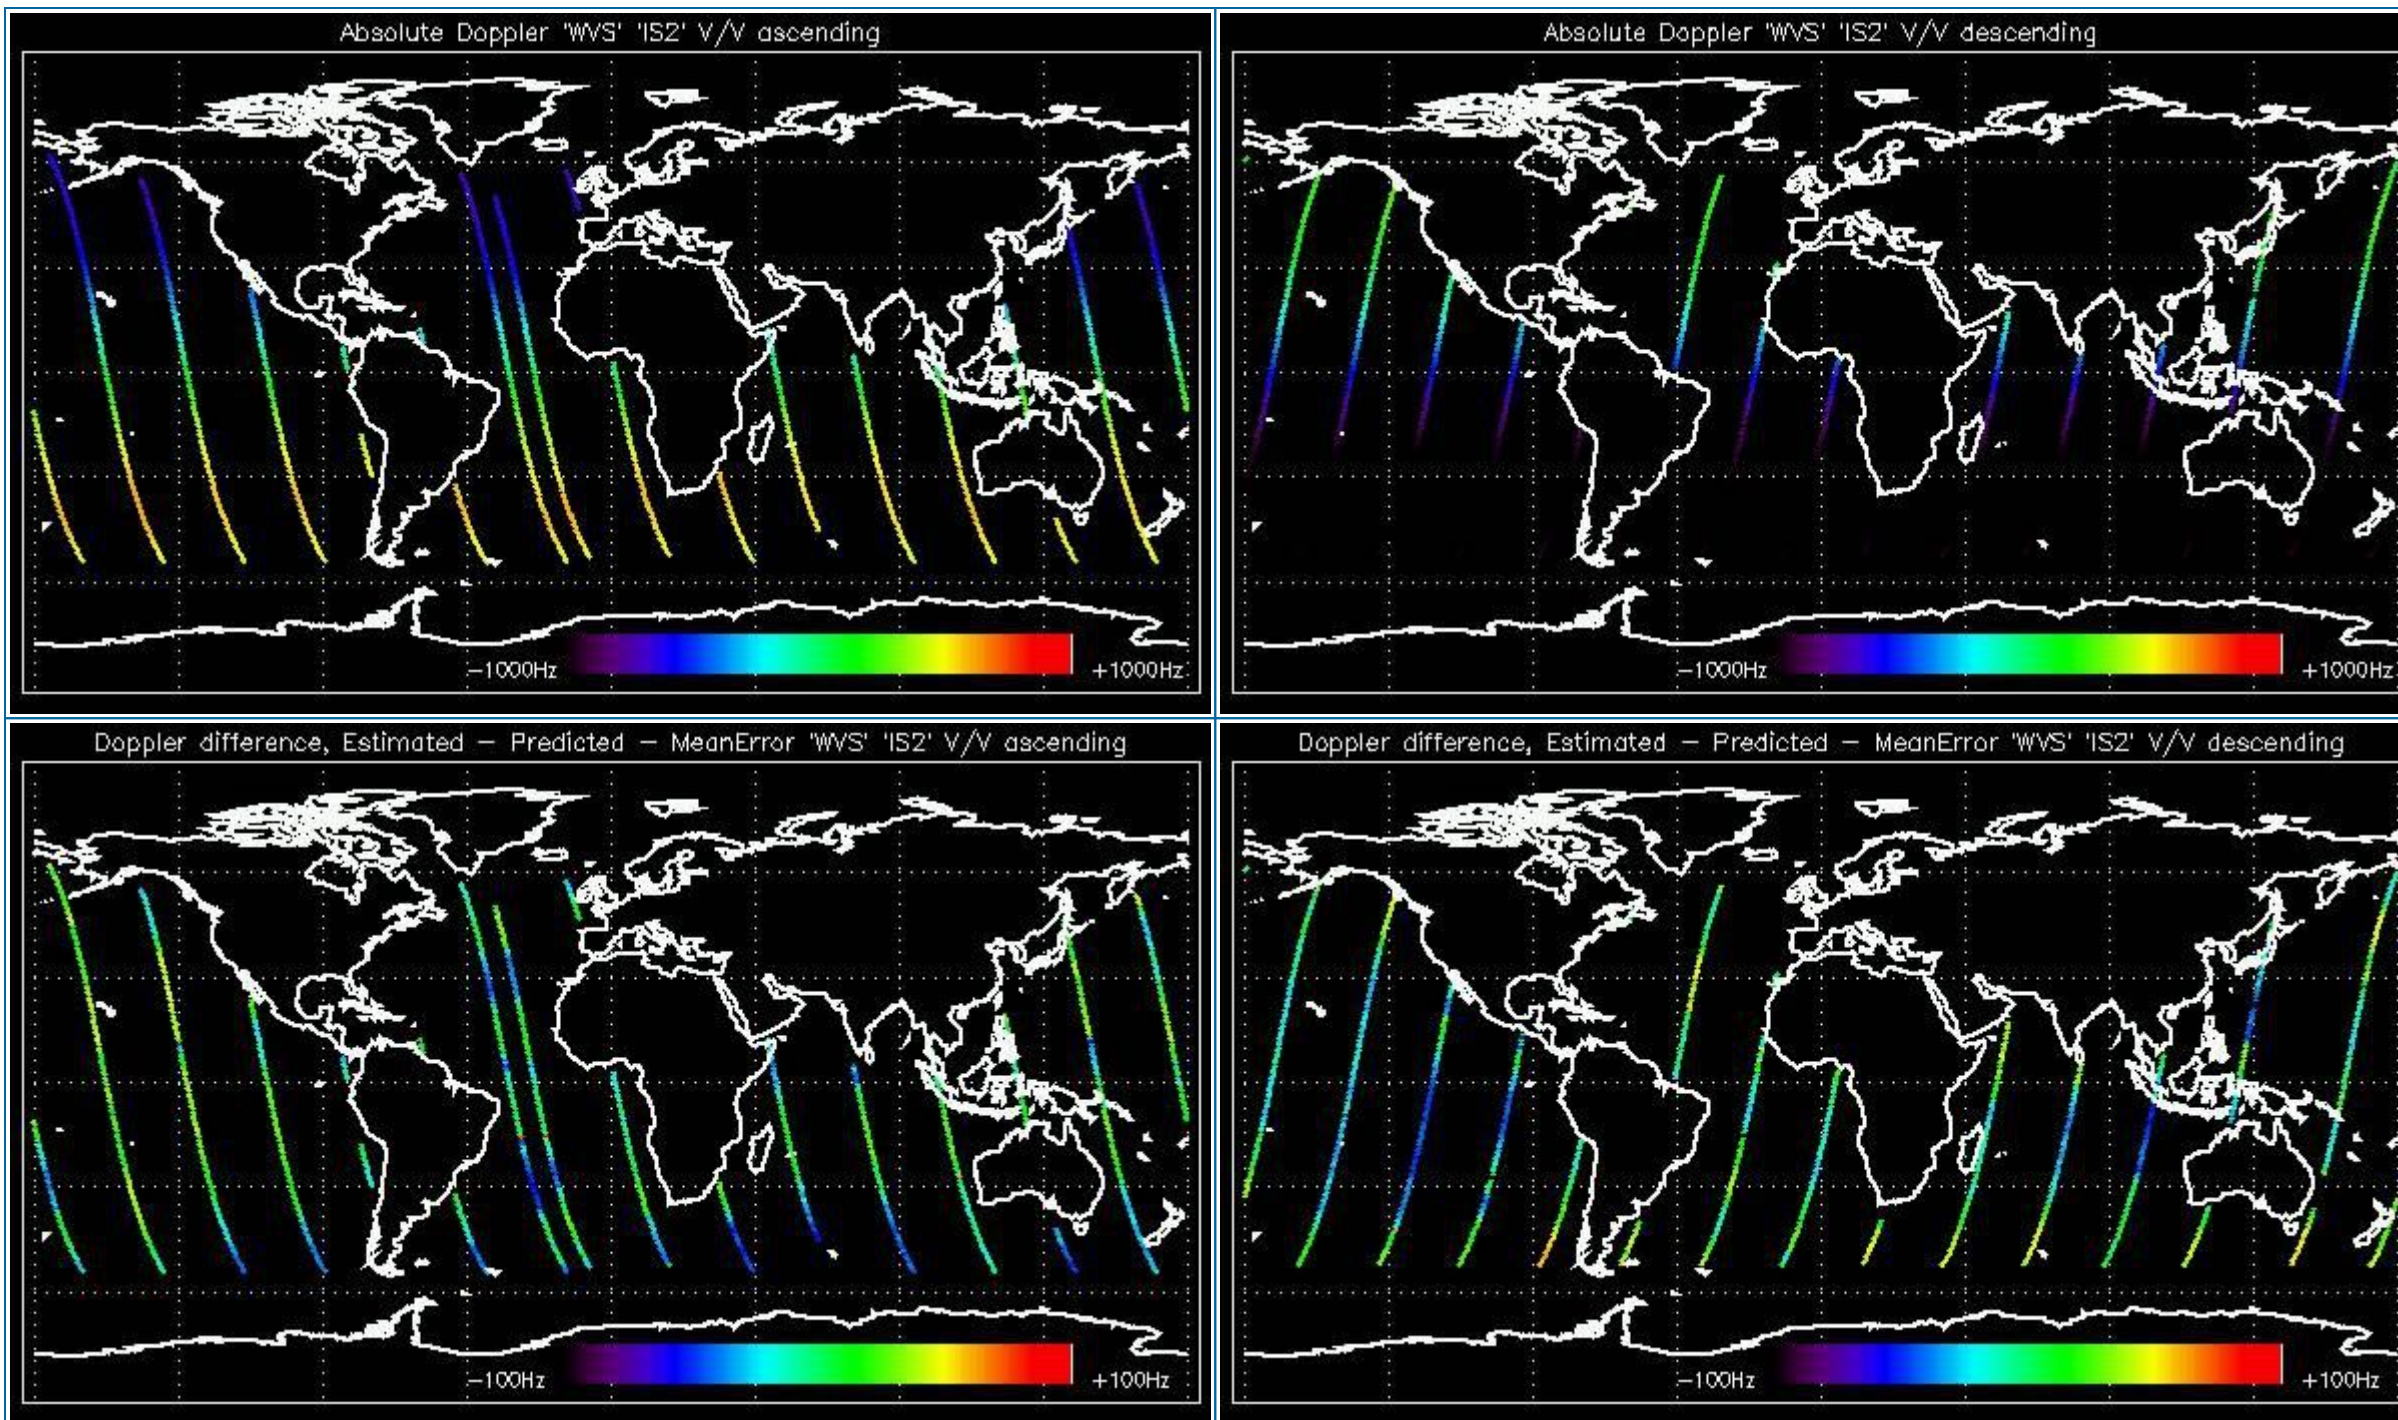 Absolute Doppler 'WVS' 'IS2' V/V ascending
-1000Hz
+1000Hz
Absolute Doppler 'WVS' 'IS2' V/V descending
-1000Hz
+1000Hz
Doppler difference, Estimated - Predicted - MeanError 'WVS' 'IS2' V/V ascending
-100Hz
+100Hz
Doppler difference, Estimated - Predicted - MeanError 'WVS' 'IS2' V/V descending
-100Hz
+100Hz